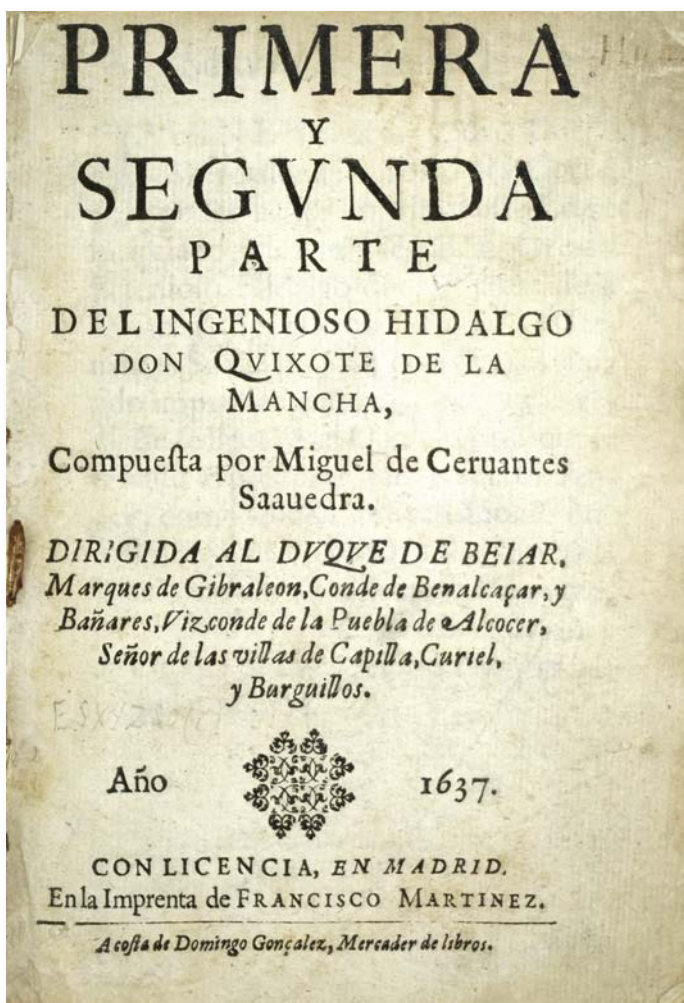 PRIMERA
Y
SEGVNDA
PARTE
DEL INGENIOSO HIDALGO
DON QVIXOTE DE LA
MANCHA,
Compueſta por Miguel de Ceruantes
Saauedra.
DIRIGIDA AL DVQVE DE BEIAR,
Marques de Gibraleon, Conde de Benalcaçar, y
Bañares, Vizconde de la Puebla de Alcocer,
Señor de las villas de Capilla, Curiel,
y Burguillos.
Año 1637.
CON LICENCIA, EN MADRID.
En la Imprenta de FRANCISCO MARTINEZ.
A coſta de Domingo Gonçalez, Mercader de libros.